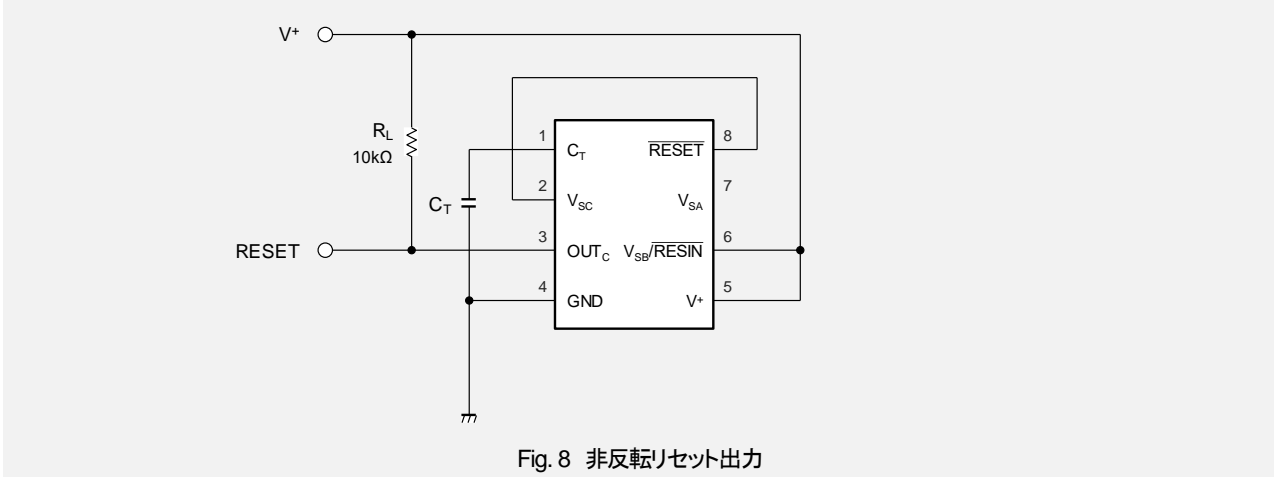 V+
RL
10kΩ
CT
RESET
1
CT
2
VSC
3
OUTC
4
GND
8
RESET
7
VSA
6
VSB/RESIN
5
V+
Fig. 8 非反転リセット出力